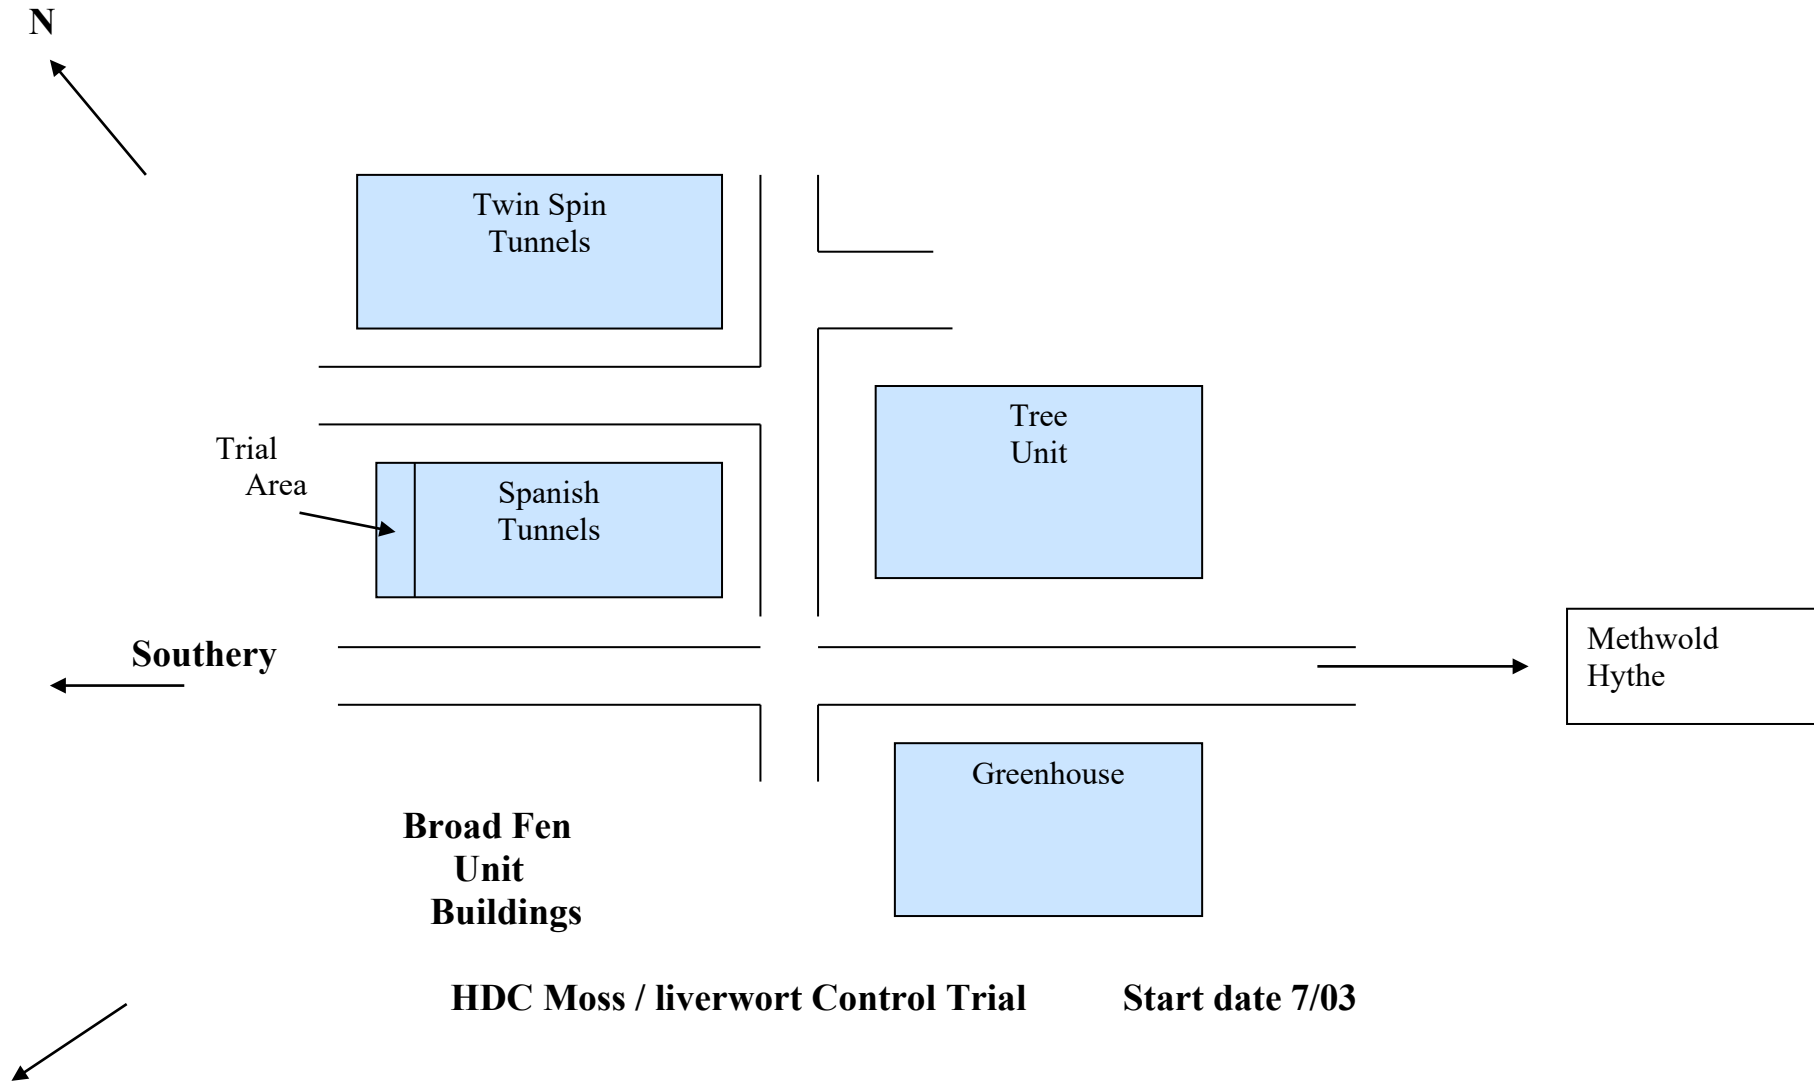 N
Twin Spin
Tunnels
Tree
Unit
Trial
Area
Spanish
Tunnels
Southery
Methwold
Hythe
Greenhouse
Broad Fen
Unit
Buildings
HDC Moss / liverwort Control Trial Start date 7/03